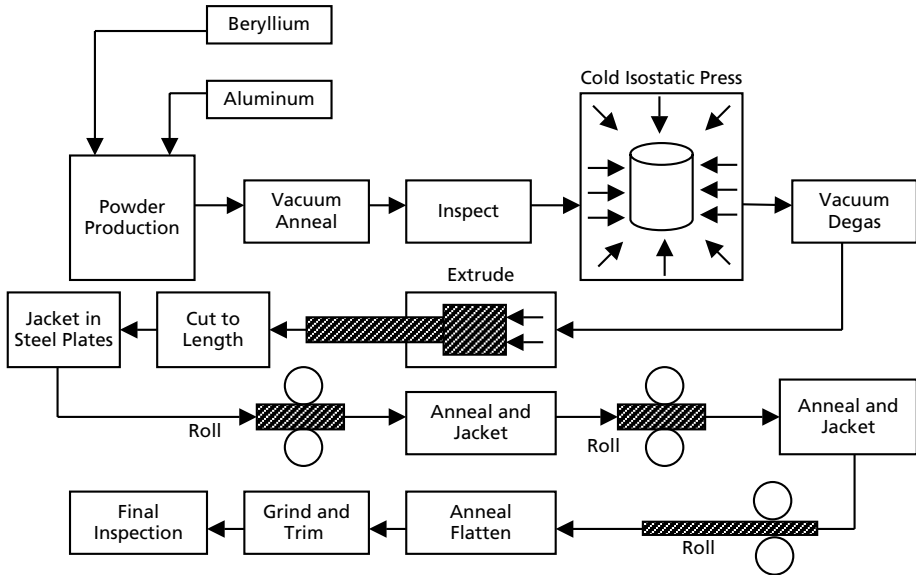 Beryllium
Aluminum
Cold Isostatic Press
Powder
Production
Vacuum
Anneal
Inspect
Vacuum
Degas
Extrude
Jacket in
Steel Plates
Cut to
Length
Roll
Anneal and
Jacket
Roll
Anneal and
Jacket
Final
Inspection
Grind and
Trim
Anneal
Flatten
Roll